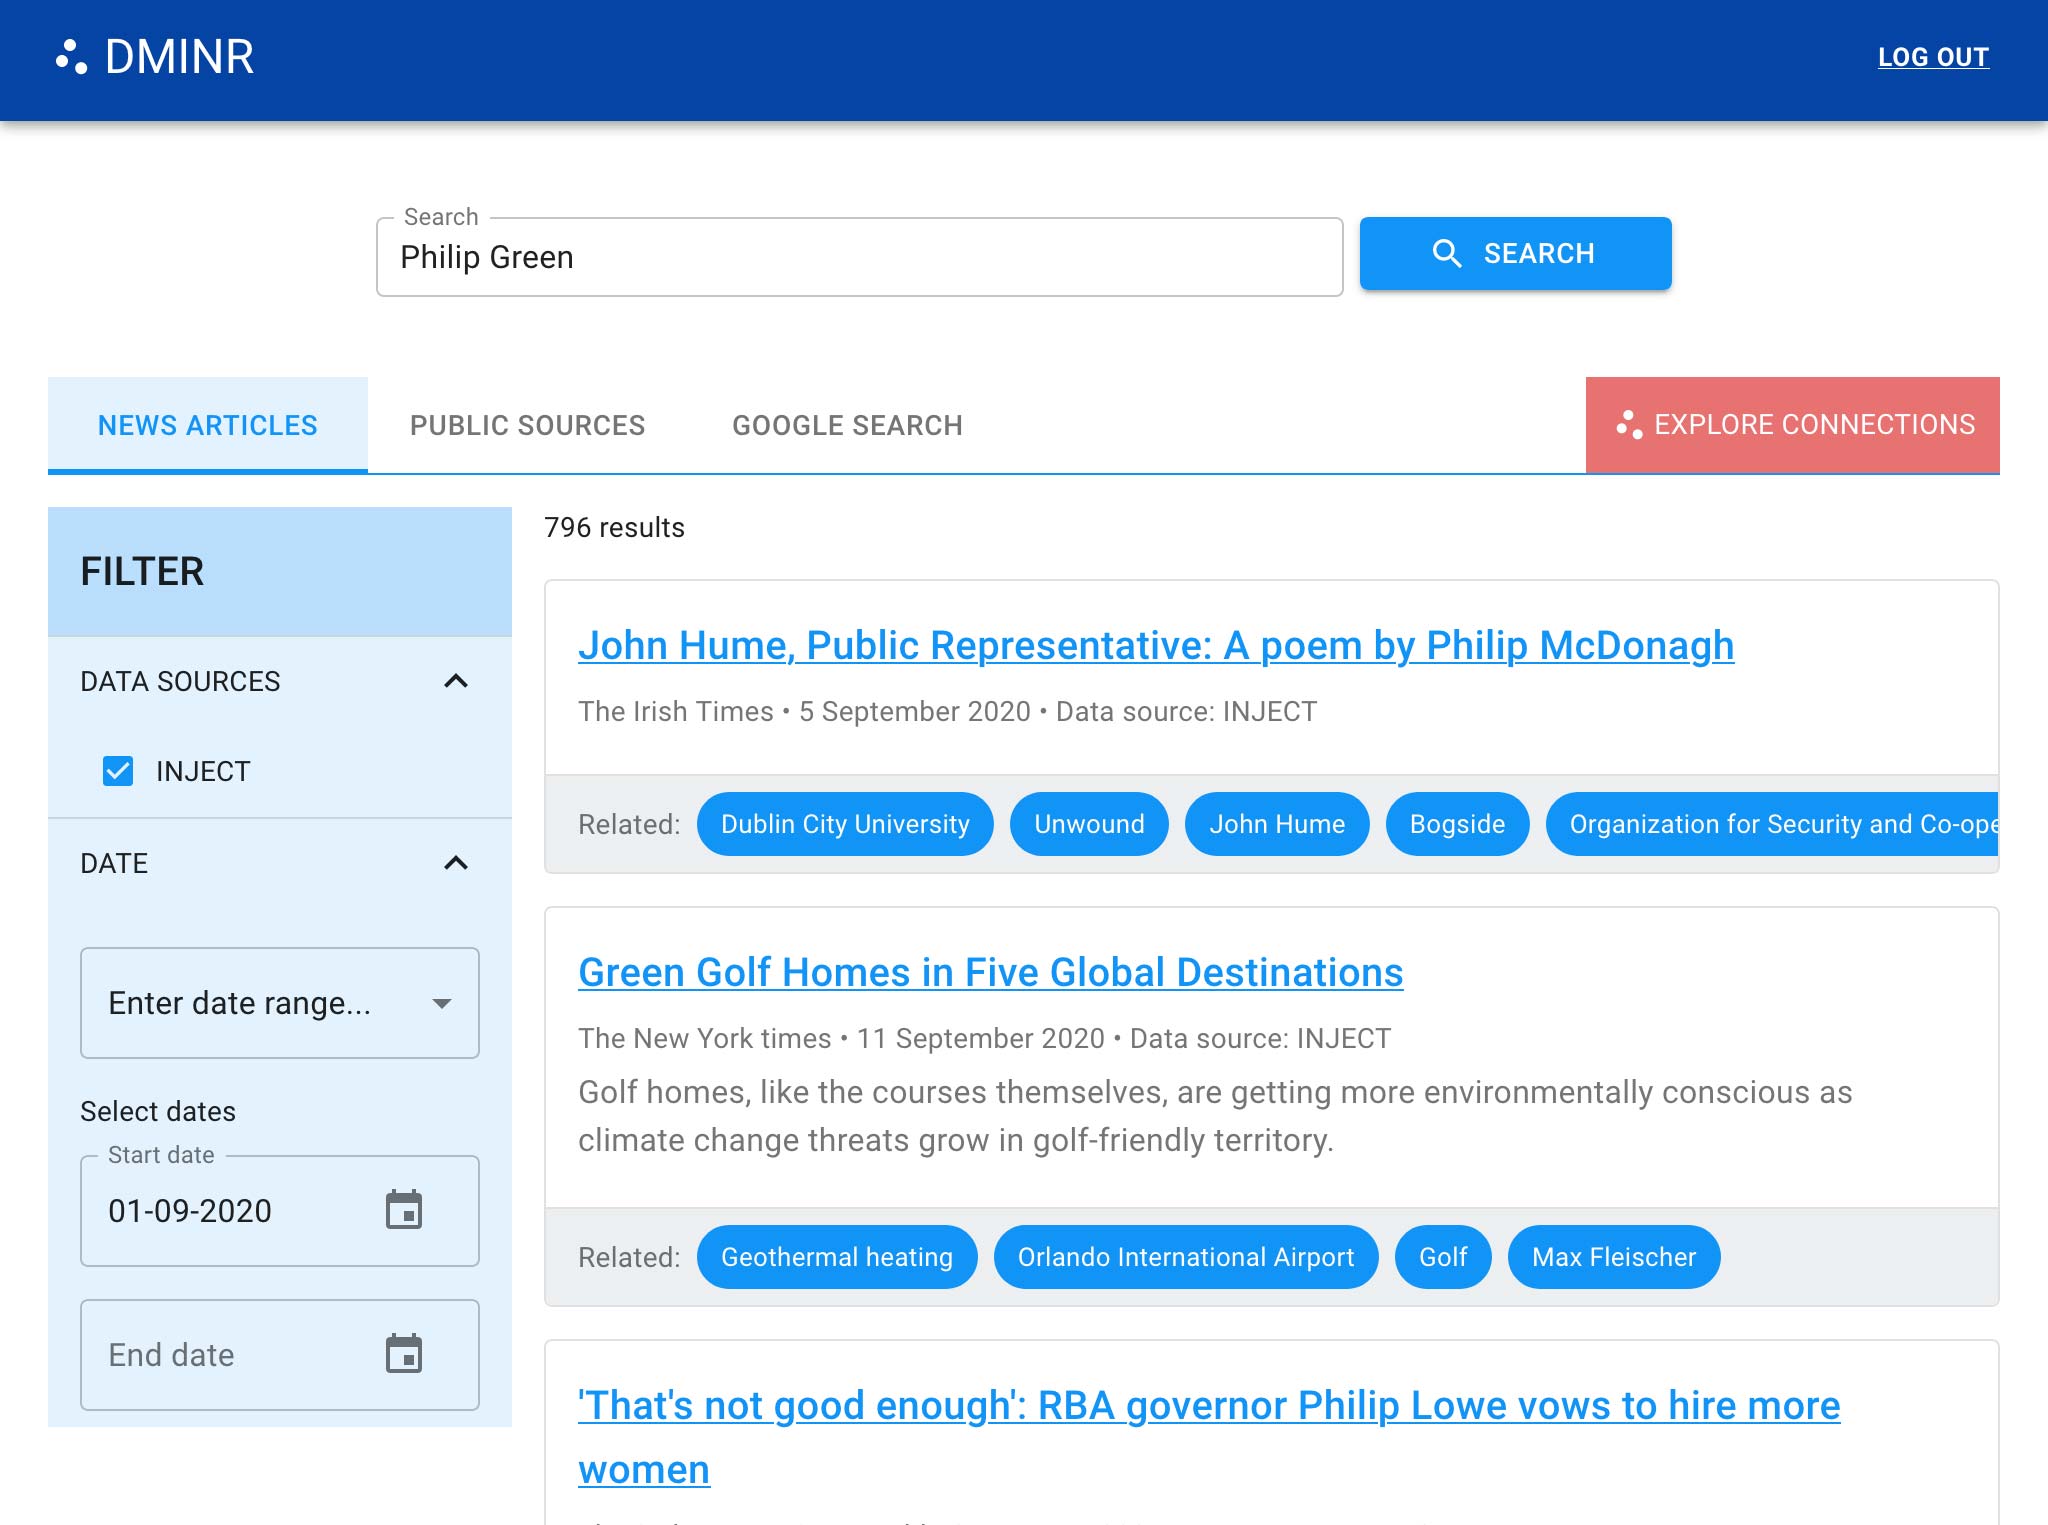 DMINR
LOG OUT
Search
Philip Green
SEARCH
NEWS ARTICLES
PUBLIC SOURCES
GOOGLE SEARCH
EXPLORE CONNECTIONS
FILTER
DATA SOURCES
INJECT
DATE
Enter date range...
Select dates
Start date
01-09-2020
End date
796 results
John Hume, Public Representative: A poem by Philip McDonagh
The Irish Times • 5 September 2020 • Data source: INJECT
Related: Dublin City University Unwound John Hume Bogside Organization for Security and Co-ope
Green Golf Homes in Five Global Destinations
The New York times • 11 September 2020 • Data source: INJECT
Golf homes, like the courses themselves, are getting more environmentally conscious as
climate change threats grow in golf-friendly territory.
Related: Geothermal heating Orlando International Airport Golf Max Fleischer
'That's not good enough': RBA governor Philip Lowe vows to hire more
women